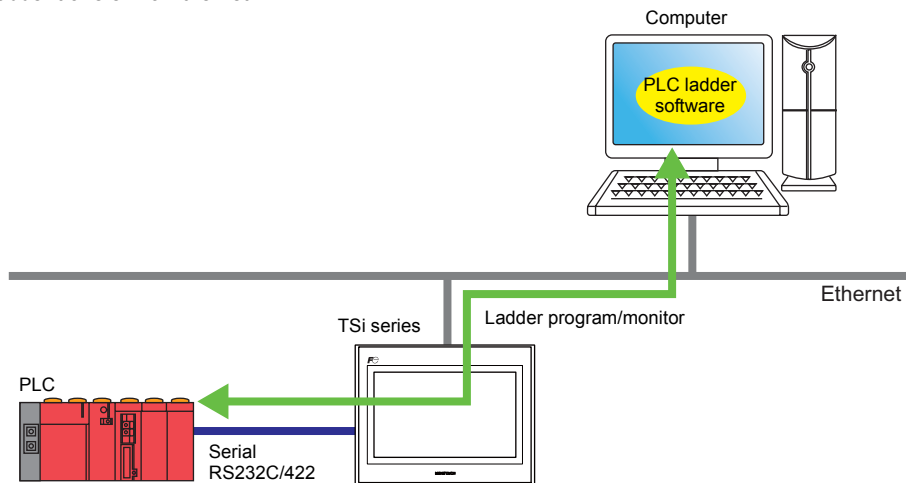 Computer
PLC ladder
software
Ethernet
Ladder program/monitor
TSi series
PLC
Serial
RS232C/422